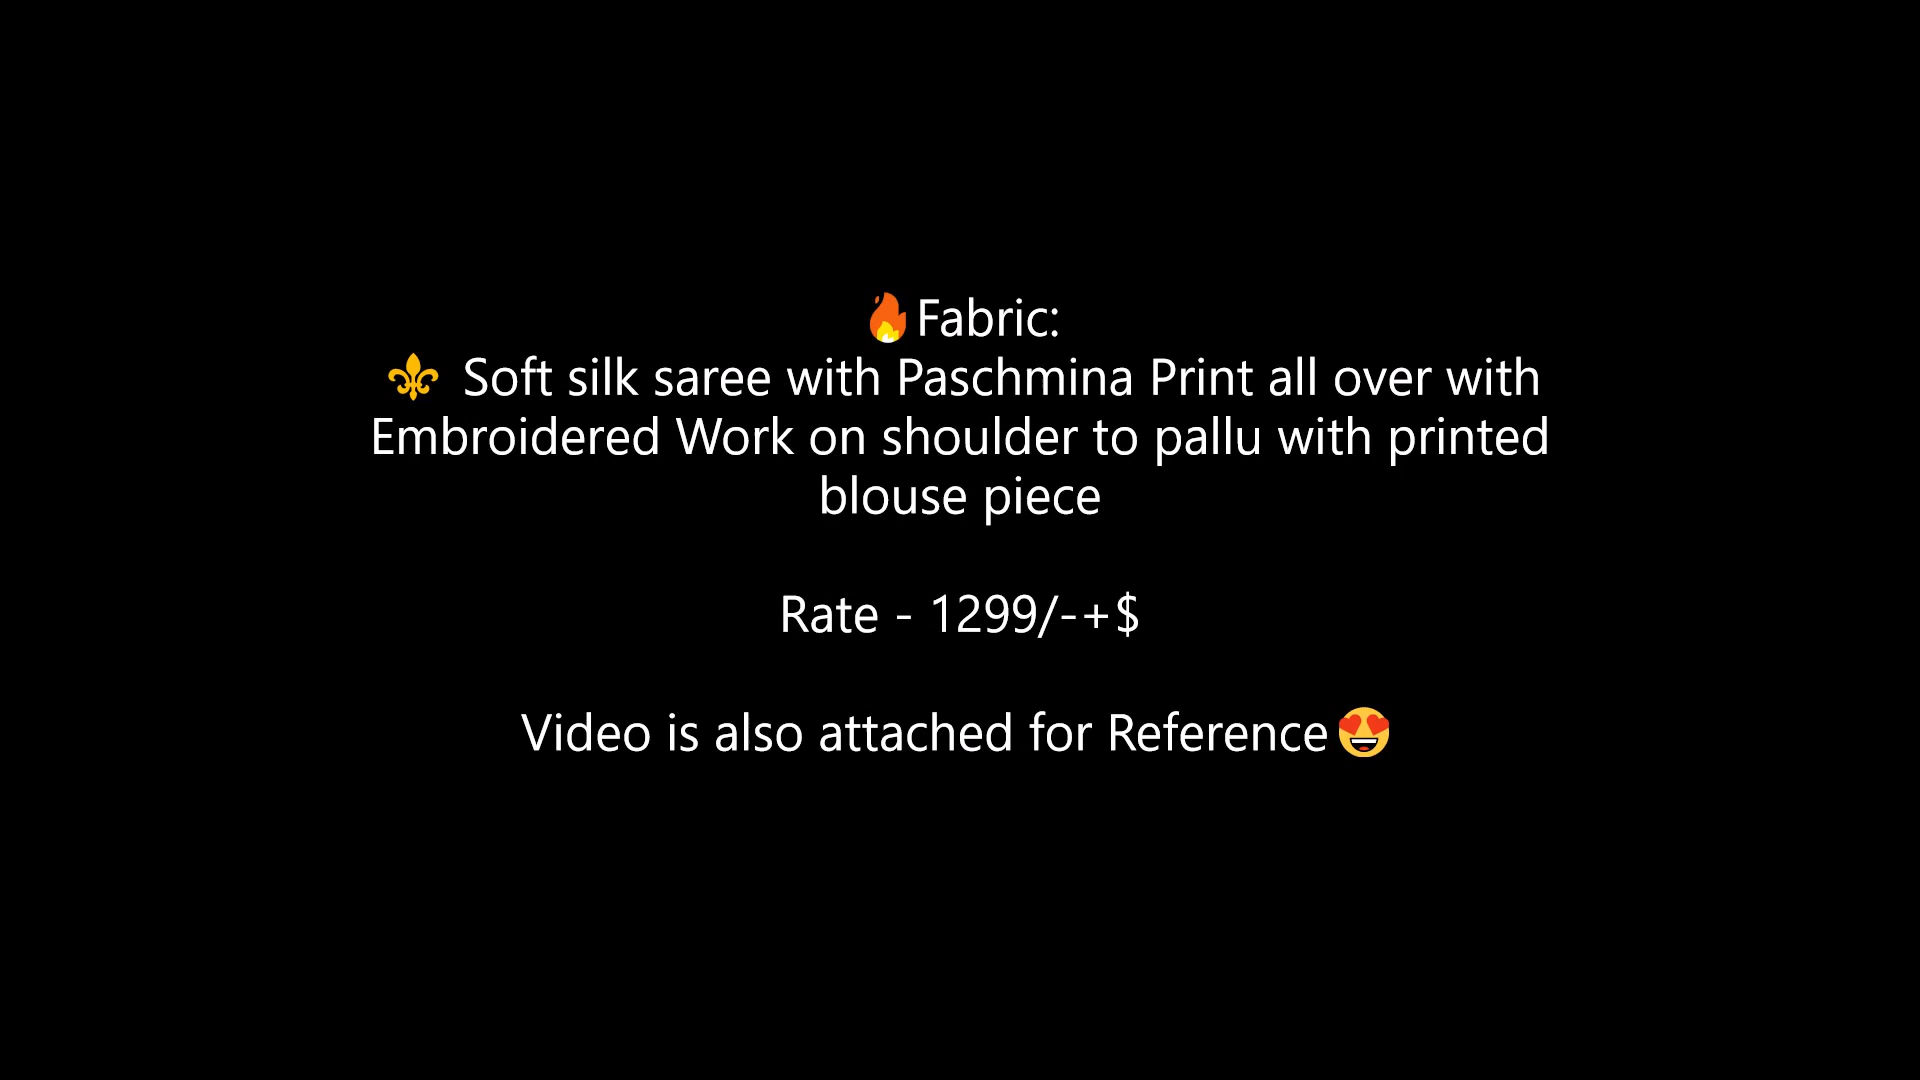 🔥Fabric:
⚜ Soft silk saree with Paschmina Print all over with
Embroidered Work on shoulder to pallu with printed
blouse piece
Rate - 1299/-+$
Video is also attached for Reference😍